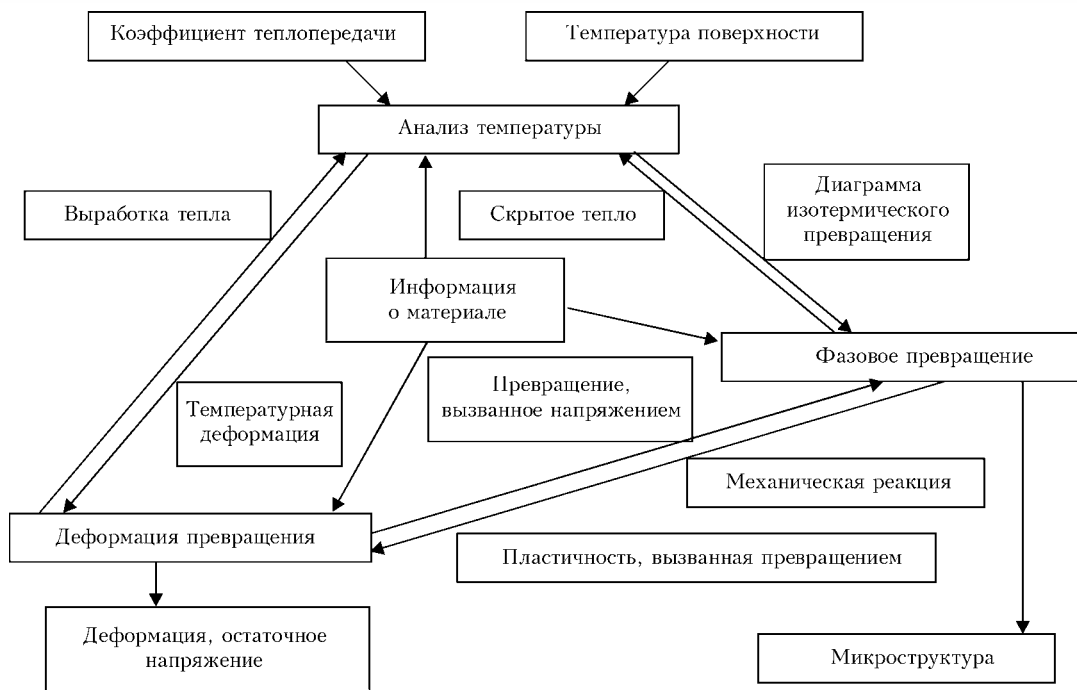 Коэффициент теплопередачи
Температура поверхности
Анализ температуры
Выработка тепла
Скрытое тепло
Диаграмма
изотермического
превращения
Информация
о материале
Фазовое превращение
Превращение,
вызванное напряжением
Температурная
деформация
Механическая реакция
Деформация превращения
Пластичность, вызванная превращением
Деформация, остаточное
напряжение
Микроструктура